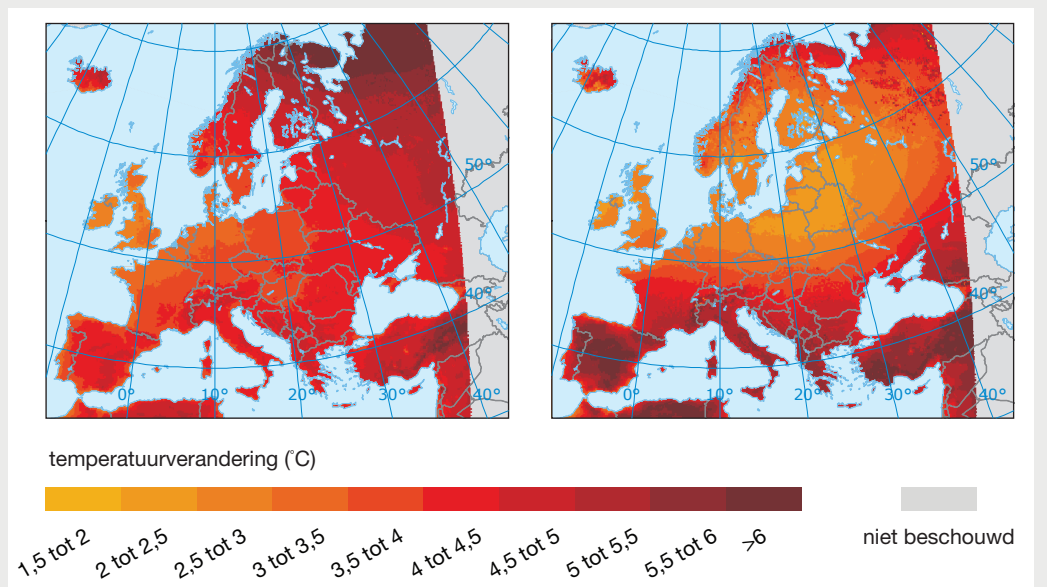 50°
40°
0° 10° 20° 30° 40°
50°
40°
0° 10° 20° 30° 40°
temperatuurverandering (°C)
1,5 tot 2 2 tot 2,5 2,5 tot 3 3 tot 3,5 3,5 tot 4 4 tot 4,5 4,5 tot 5 5 tot 5,5 5,5 tot 6 >6
niet beschouwd